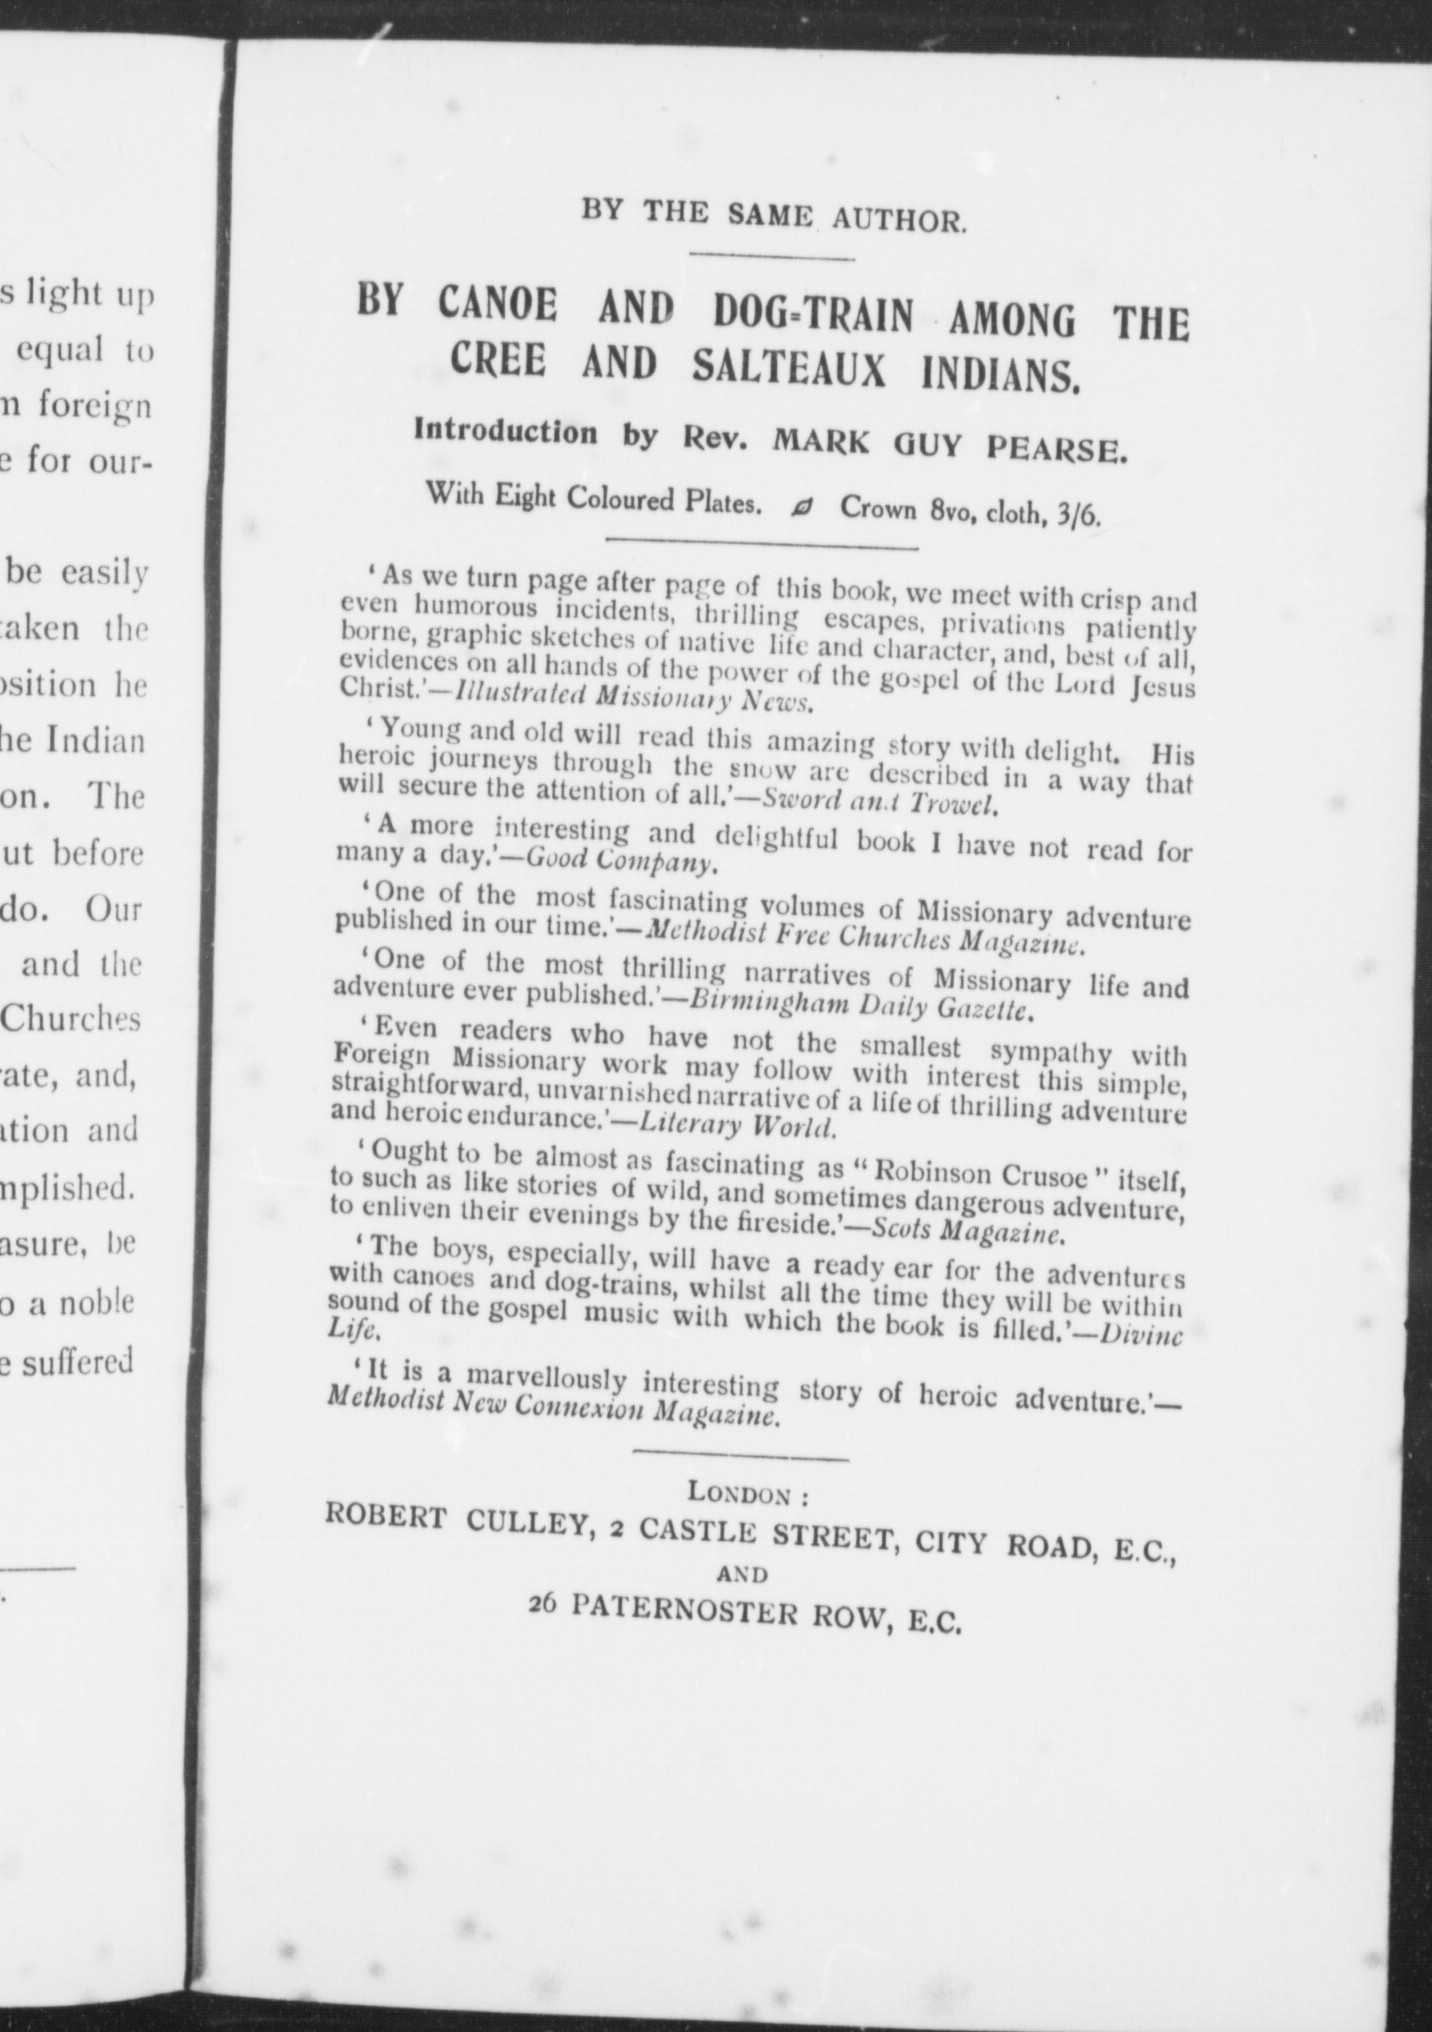 s light up
equal to
m foreign
e for our-
be easily
taken the
osition he
he Indian
on. The
ut before
do. Our
and the
Churches
rate, and,
ation and
mplished.
asure, be
o a noble
e suffered
BY THE SAME AUTHOR.
BY CANOE AND DOG-TRAIN AMONG THE
CREE AND SALTEAUX INDIANS.
Introduction by Rev. MARK GUY PEARSE.
With Eight Coloured Plates. Crown 8vo, cloth, 3/6.
‘As we turn page after page of this book, we meet with crisp and
even humorous incidents, thrilling escapes, privations patiently
borne, graphic sketches of native life and character, and, best of all,
evidences on all hands of the power of the gospel of the Lord Jesus
Christ.’—Illustrated Missionary News.
‘Young and old will read this amazing story with delight. His
heroic journeys through the snow are described in a way that
will secure the attention of all.’—Sword and Trowel.
‘A more interesting and delightful book I have not read for
many a day.’—Good Company.
‘One of the most fascinating volumes of Missionary adventure
published in our time.’—Methodist Free Churches Magazine.
‘One of the most thrilling narratives of Missionary life and
adventure ever published.’—Birmingham Daily Gazette.
‘Even readers who have not the smallest sympathy with
Foreign Missionary work may follow with interest this simple,
straightforward, unvarnished narrative of a life of thrilling adventure
and heroic endurance.’—Literary World.
‘Ought to be almost as fascinating as “Robinson Crusoe” itself,
to such as like stories of wild, and sometimes dangerous adventure,
to enliven their evenings by the fireside.’—Scots Magazine.
‘The boys, especially, will have a ready ear for the adventures
with canoes and dog-trains, whilst all the time they will be within
sound of the gospel music with which the book is filled.’—Divine
Life.
‘It is a marvellously interesting story of heroic adventure.’—
Methodist New Connexion Magazine.
LONDON :
ROBERT CULLEY, 2 CASTLE STREET, CITY ROAD, E.C.,
AND
26 PATERNOSTER ROW, E.C.